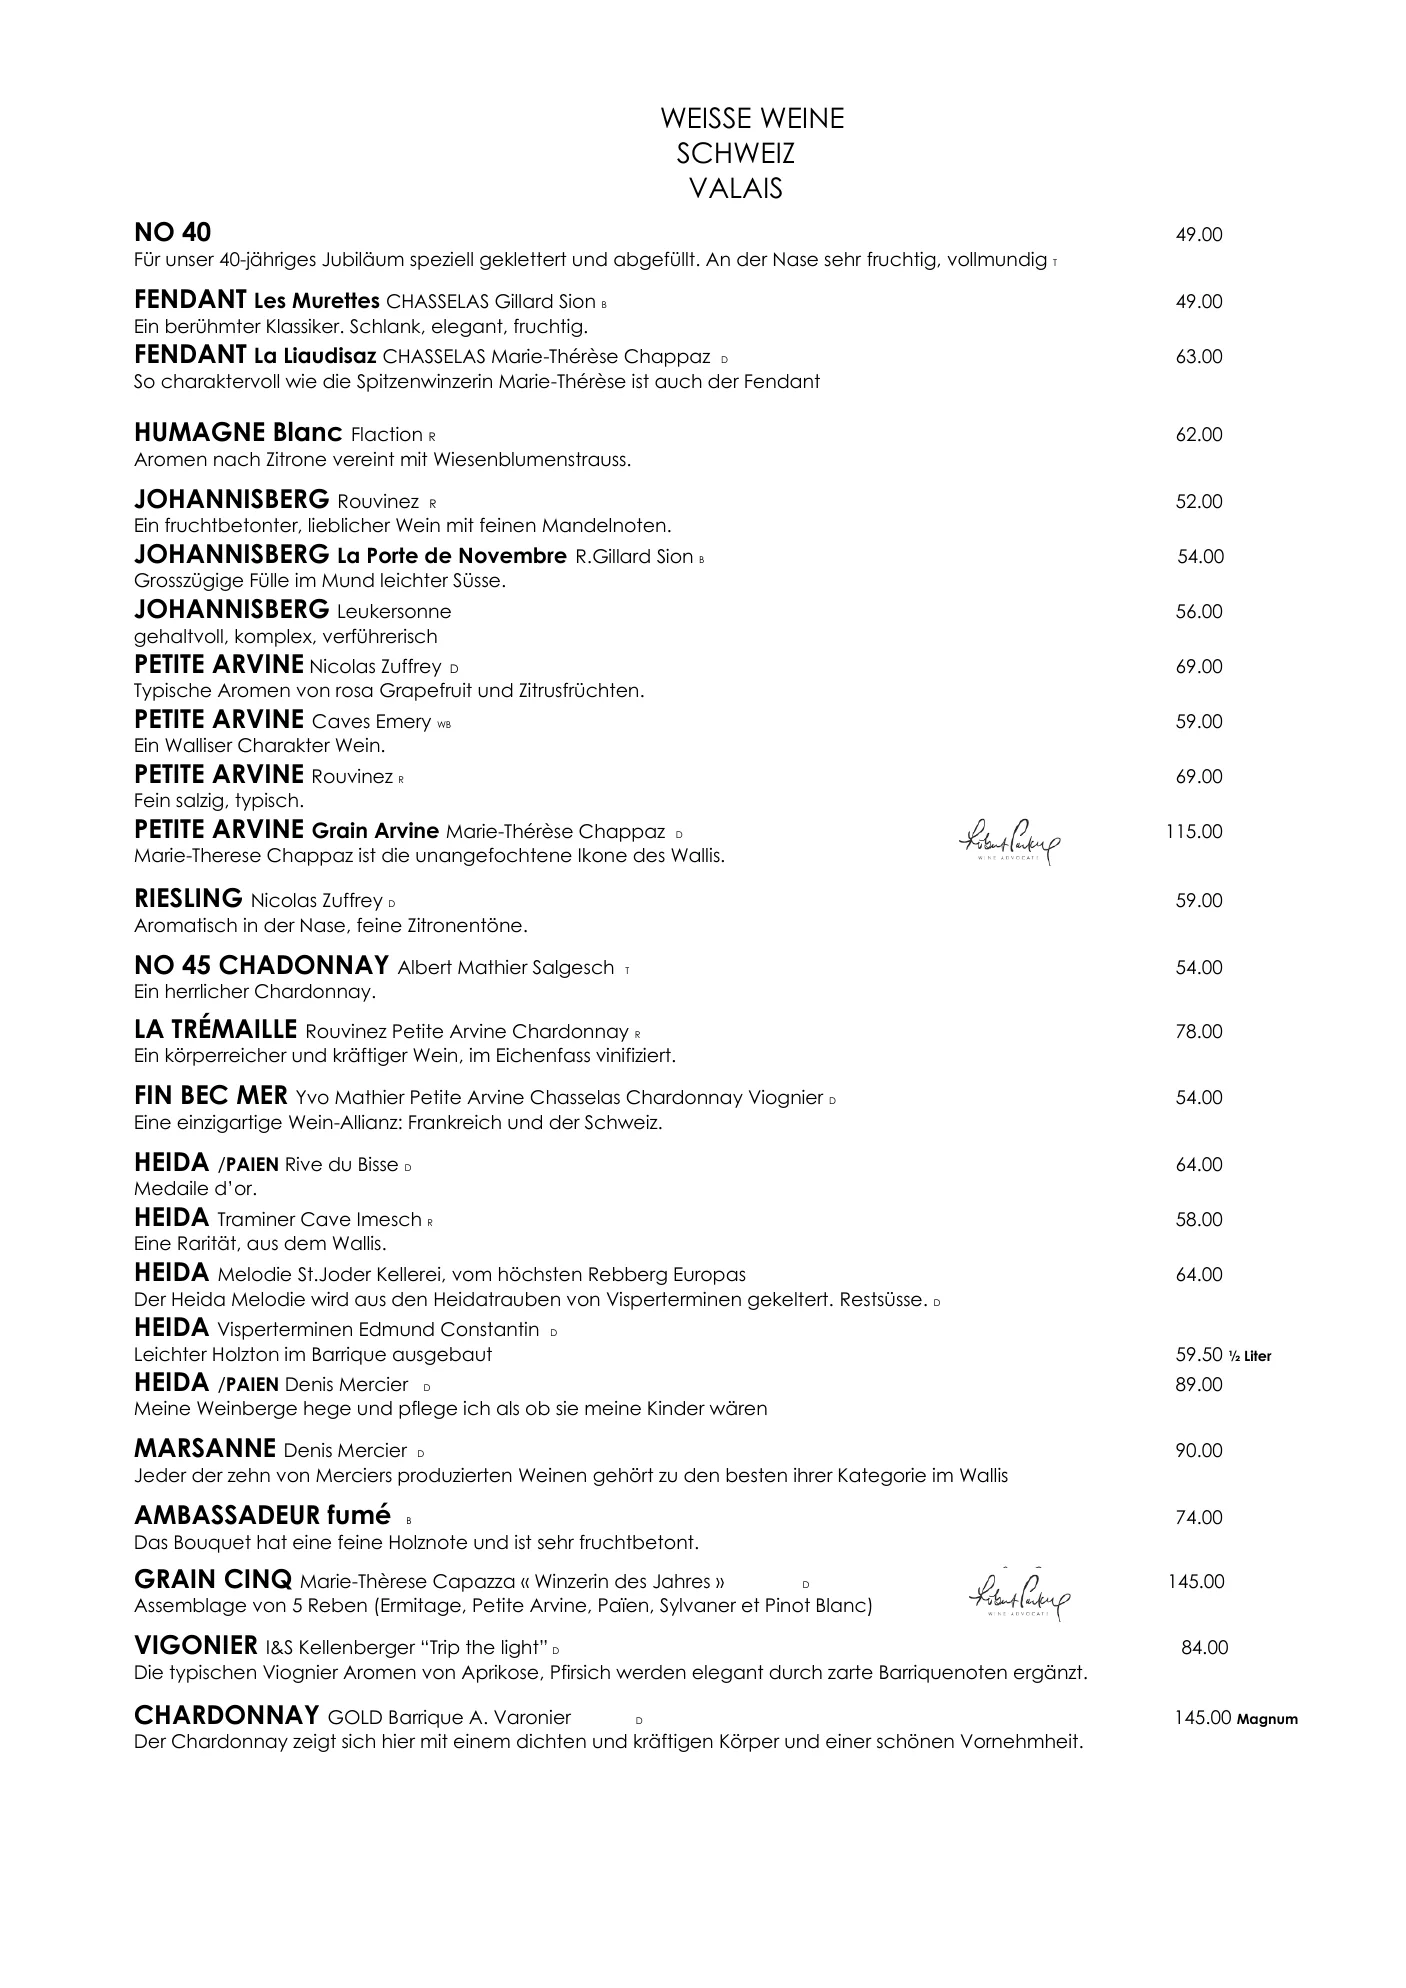 WEISSE WEINE
SCHWEIZ
VALAIS
NO 40 49.00
Für unser 40-jähriges Jubiläum speziell geklettert und abgefüllt. An der Nase sehr fruchtig, vollmundig T
FENDANT Les Murettes CHASSELAS Gillard Sion B 49.00
Ein berühmter Klassiker. Schlank, elegant, fruchtig.
FENDANT La Liaudisaz CHASSELAS Marie-Thérèse Chappaz D 63.00
So charaktervoll wie die Spitzenwinzerin Marie-Thérèse ist auch der Fendant
HUMAGNE Blanc Flaction R 62.00
Aromen nach Zitrone vereint mit Wiesenblumenstrauss.
JOHANNISBERG Rouvinez R 52.00
Ein fruchtbetonter, lieblicher Wein mit feinen Mandelnoten.
JOHANNISBERG La Porte de Novembre R.Gillard Sion B 54.00
Grosszügige Fülle im Mund leichter Süsse.
JOHANNISBERG Leukersonne 56.00
gehaltvoll, komplex, verführerisch
PETITE ARVINE Nicolas Zuffrey D 69.00
Typische Aromen von rosa Grapefruit und Zitrusfrüchten.
PETITE ARVINE Caves Emery WB 59.00
Ein Walliser Charakter Wein.
PETITE ARVINE Rouvinez R 69.00
Fein salzig, typisch.
PETITE ARVINE Grain Arvine Marie-Thérèse Chappaz D Robert Parker 115.00
Marie-Therese Chappaz ist die unangefochtene Ikone des Wallis. WINE ADVOCATE
RIESLING Nicolas Zuffrey D 59.00
Aromatisch in der Nase, feine Zitronentöne.
NO 45 CHADONNAY Albert Mathier Salgesch T 54.00
Ein herrlicher Chardonnay.
LA TRÉMAILLE Rouvinez Petite Arvine Chardonnay R 78.00
Ein körperreicher und kräftiger Wein, im Eichenfass vinifiziert.
FIN BEC MER Yvo Mathier Petite Arvine Chasselas Chardonnay Viognier D 54.00
Eine einzigartige Wein-Allianz: Frankreich und der Schweiz.
HEIDA /PAIEN Rive du Bisse D 64.00
Medaile d'or.
HEIDA Traminer Cave Imesch R 58.00
Eine Rarität, aus dem Wallis.
HEIDA Melodie St.Joder Kellerei, vom höchsten Rebberg Europas 64.00
Der Heida Melodie wird aus den Heidatrauben von Visperterminen gekeltert. Restsüsse. D
HEIDA Visperterminen Edmund Constantin D
Leichter Holzton im Barrique ausgebaut 59.50 ½ Liter
HEIDA /PAIEN Denis Mercier D 89.00
Meine Weinberge hege und pflege ich als ob sie meine Kinder wären
MARSANNE Denis Mercier D 90.00
Jeder der zehn von Merciers produzierten Weinen gehört zu den besten ihrer Kategorie im Wallis
AMBASSADEUR fumé B 74.00
Das Bouquet hat eine feine Holznote und ist sehr fruchtbetont.
GRAIN CINQ Marie-Thèrese Capazza « Winzerin des Jahres » D Robert Parker 145.00
Assemblage von 5 Reben (Ermitage, Petite Arvine, Païen, Sylvaner et Pinot Blanc) WINE ADVOCATE
VIGONIER I&S Kellenberger “Trip the light” D 84.00
Die typischen Viognier Aromen von Aprikose, Pfirsich werden elegant durch zarte Barriquenoten ergänzt.
CHARDONNAY GOLD Barrique A. Varonier D 145.00 Magnum
Der Chardonnay zeigt sich hier mit einem dichten und kräftigen Körper und einer schönen Vornehmheit.